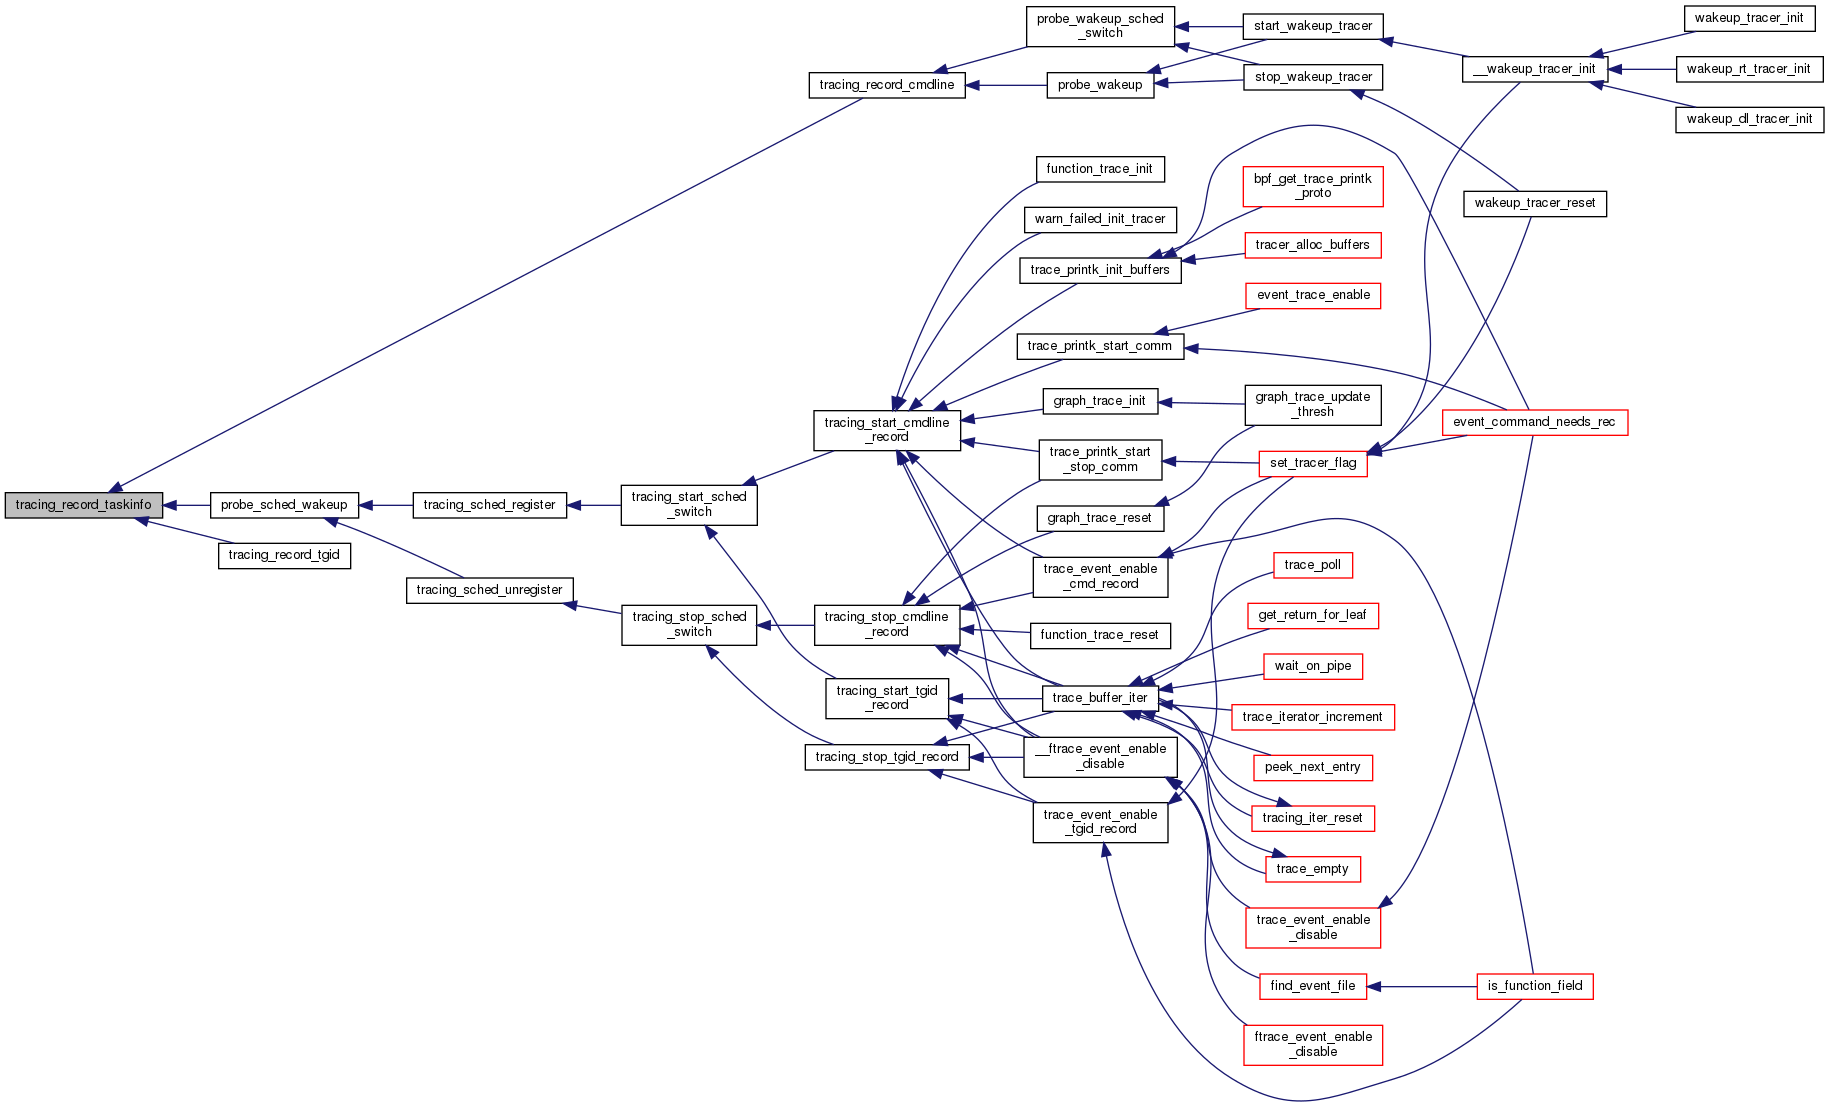 tracing_record_taskinfo
tracing_record_cmdline
probe_sched_wakeup
tracing_record_tgid
tracing_sched_register
tracing_sched_unregister
tracing_start_sched
_switch
tracing_stop_sched
_switch
tracing_start_cmdline
_record
tracing_stop_cmdline
_record
tracing_start_tgid
_record
tracing_stop_tgid_record
probe_wakeup_sched
_switch
probe_wakeup
function_trace_init
warn_failed_init_tracer
trace_printk_init_buffers
trace_printk_start_comm
graph_trace_init
trace_printk_start
_stop_comm
graph_trace_reset
trace_event_enable
_cmd_record
function_trace_reset
trace_buffer_iter
__ftrace_event_enable
_disable
trace_event_enable
_tgid_record
start_wakeup_tracer
stop_wakeup_tracer
bpf_get_trace_printk
_proto
tracer_alloc_buffers
event_trace_enable
graph_trace_update
_thresh
set_tracer_flag
trace_poll
get_return_for_leaf
wait_on_pipe
trace_iterator_increment
peek_next_entry
tracing_iter_reset
trace_empty
trace_event_enable
_disable
find_event_file
ftrace_event_enable
_disable
__wakeup_tracer_init
wakeup_tracer_reset
event_command_needs_rec
is_function_field
wakeup_tracer_init
wakeup_rt_tracer_init
wakeup_dl_tracer_init